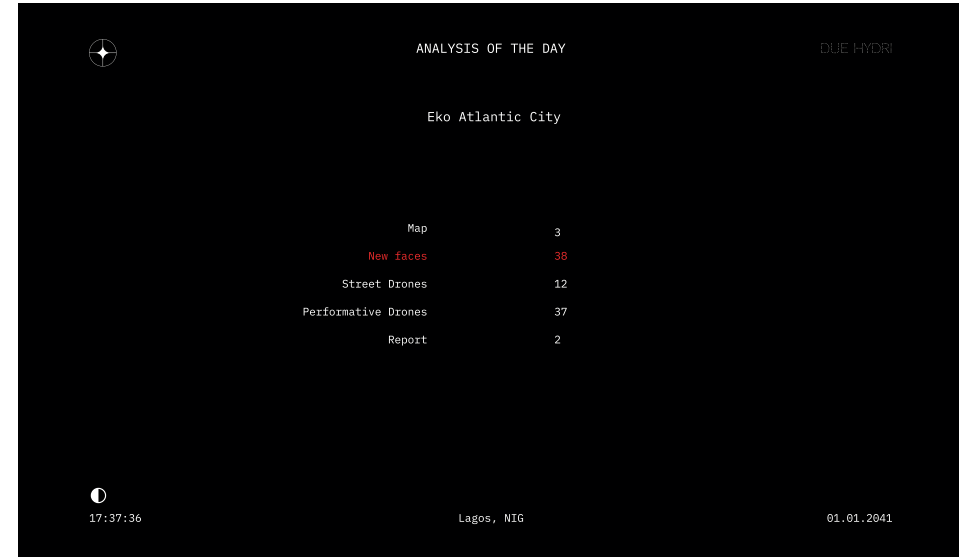 ANALYSIS OF THE DAY
DUE HYDRI
Eko Atlantic City
Map 3
New faces 38
Street Drones 12
Performative Drones 37
Report 2
17:37:36
Lagos, NIG
01.01.2041